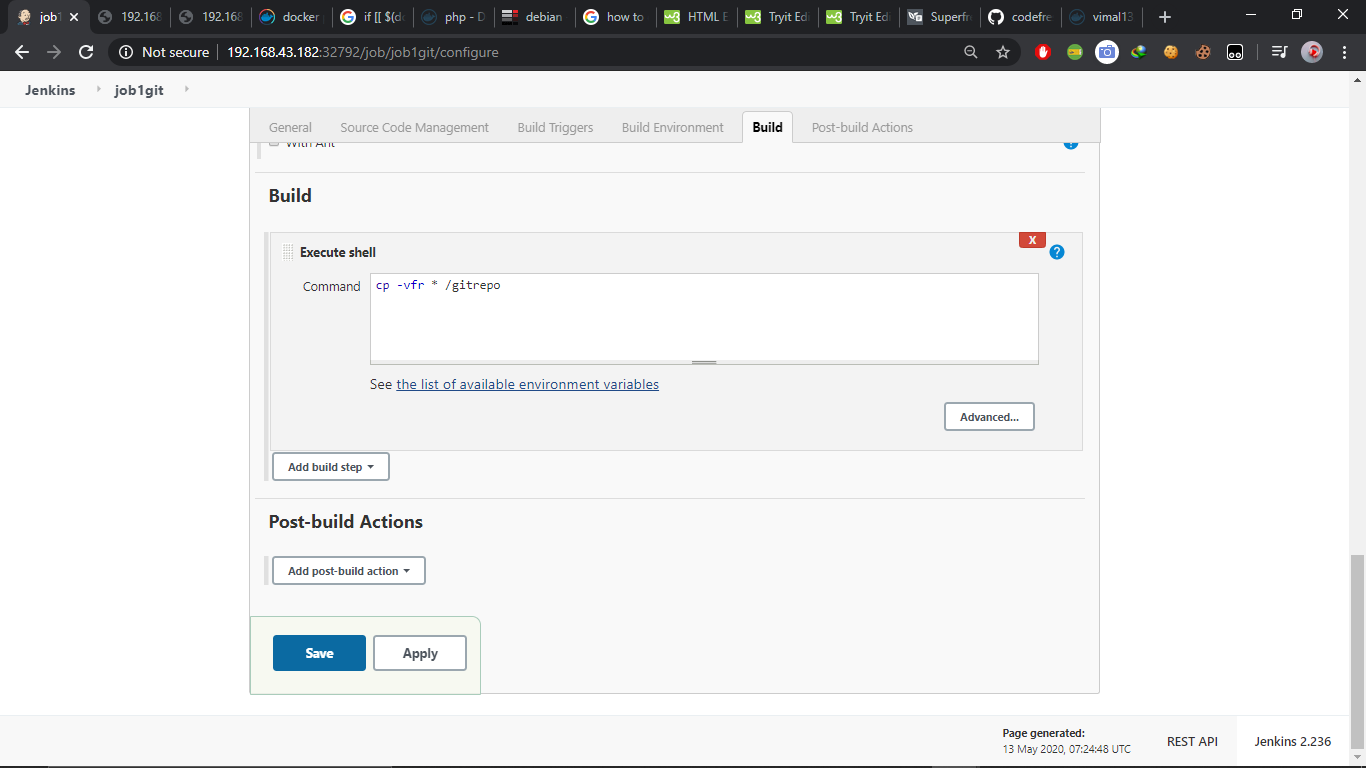 job1
192.168
192.168
docker
if [[ $(d
php - D
debian
how to
HTML E
Tryit Edi
Tryit Edi
Superfr
codefre
vimal13
Not secure
192.168.43.182:32792/job/job1git/configure
Jenkins
job1git
General
Source Code Management
Build Triggers
Build Environment
Build
Post-build Actions
With Ant
Build
X
Execute shell
?
Command
cp -vfr * /gitrepo
See the list of available environment variables
Advanced...
Add build step
Post-build Actions
Add post-build action
Save
Apply
Page generated:
13 May 2020, 07:24:48 UTC
REST API
Jenkins 2.236